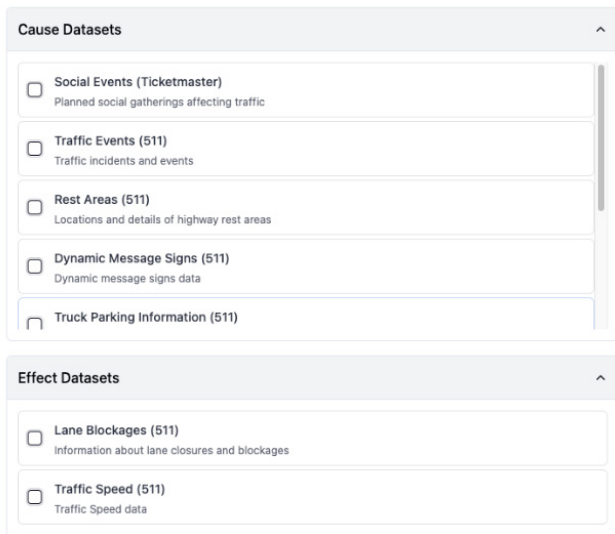 Cause Datasets
Social Events (Ticketmaster)
Planned social gatherings affecting traffic
Traffic Events (511)
Traffic incidents and events
Rest Areas (511)
Locations and details of highway rest areas
Dynamic Message Signs (511)
Dynamic message signs data
Truck Parking Information (511)
Effect Datasets
Lane Blockages (511)
Information about lane closures and blockages
Traffic Speed (511)
Traffic Speed data